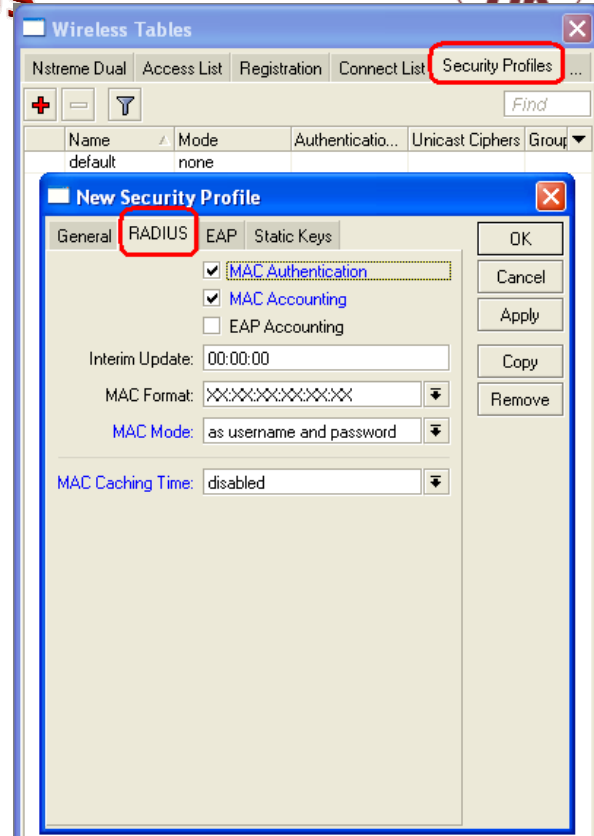 Wireless Tables
Nstreme Dual Access List Registration Connect List Security Profiles ...
Find
Name Mode Authenticatio... Unicast Ciphers Group
default none
New Security Profile
General RADIUS EAP Static Keys
OK
MAC Authentication
Cancel
MAC Accounting
Apply
EAP Accounting
Interim Update: 00:00:00
Copy
MAC Format: XX:XX:XX:XX:XX:XX
Remove
MAC Mode: as username and password
MAC Caching Time: disabled